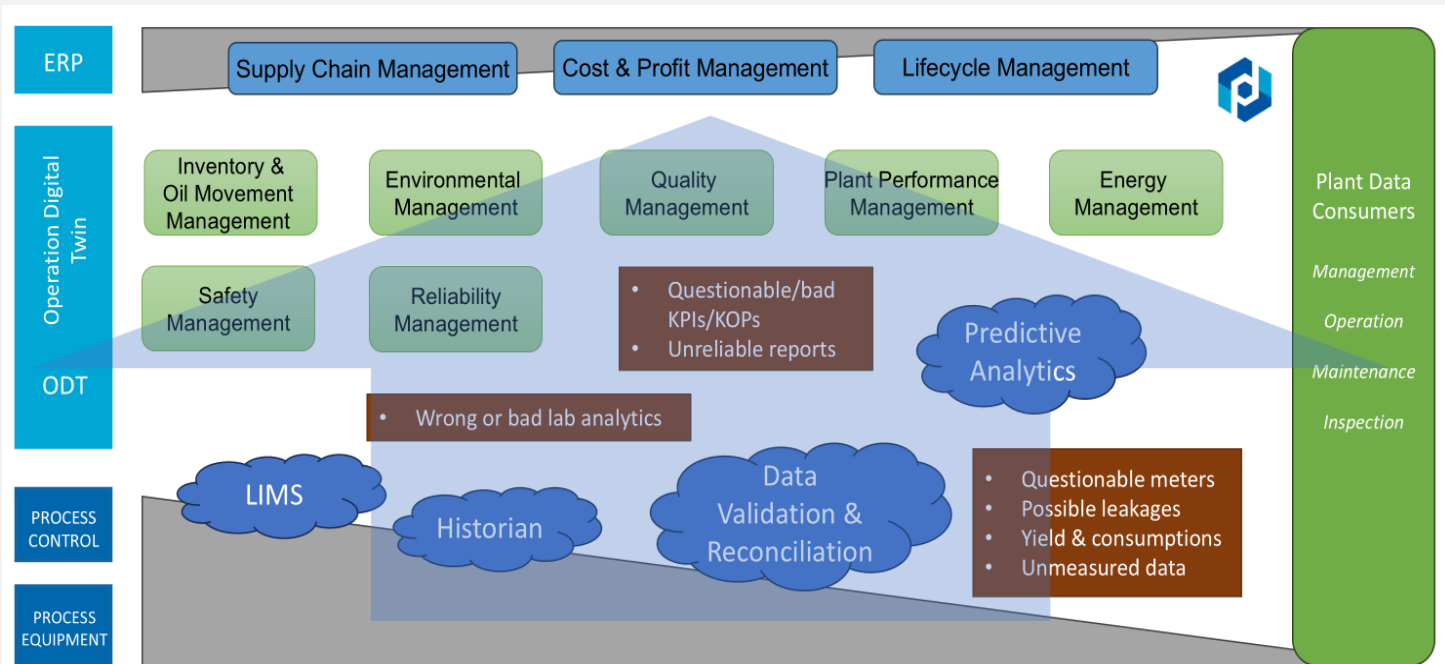 ERP
Supply Chain Management
Cost & Profit Management
Lifecycle Management
Operation Digital
Twin
ODT
Inventory &
Oil Movement
Management
Environmental
Management
Quality
Management
Plant Performance
Management
Energy
Management
Safety
Management
Reliability
Management
• Questionable/bad
KPIs/KOPs
• Unreliable reports
Predictive
Analytics
• Wrong or bad lab analytics
LIMS
Historian
Data
Validation &
Reconciliation
• Questionable meters
• Possible leakages
• Yield & consumptions
• Unmeasured data
PROCESS
CONTROL
PROCESS
EQUIPMENT
Plant Data
Consumers
Management
Operation
Maintenance
Inspection